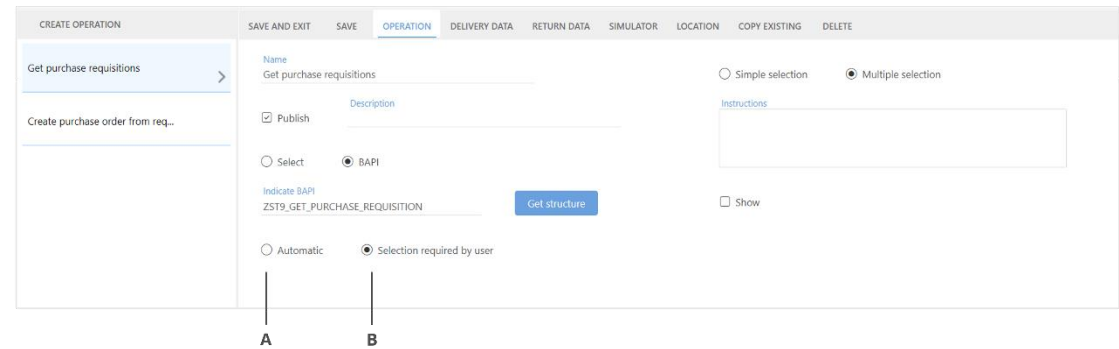 CREATE OPERATION
SAVE AND EXIT SAVE OPERATION DELIVERY DATA RETURN DATA SIMULATOR LOCATION COPY EXISTING DELETE
Get purchase requisitions
Create purchase order from req...
Name
Get purchase requisitions
Simple selection Multiple selection
Description
Publish
Instructions
Select BAPI
Indicate BAPI
ZST9_GET_PURCHASE_REQUISITION
Get structure
Show
Automatic Selection required by user
A B